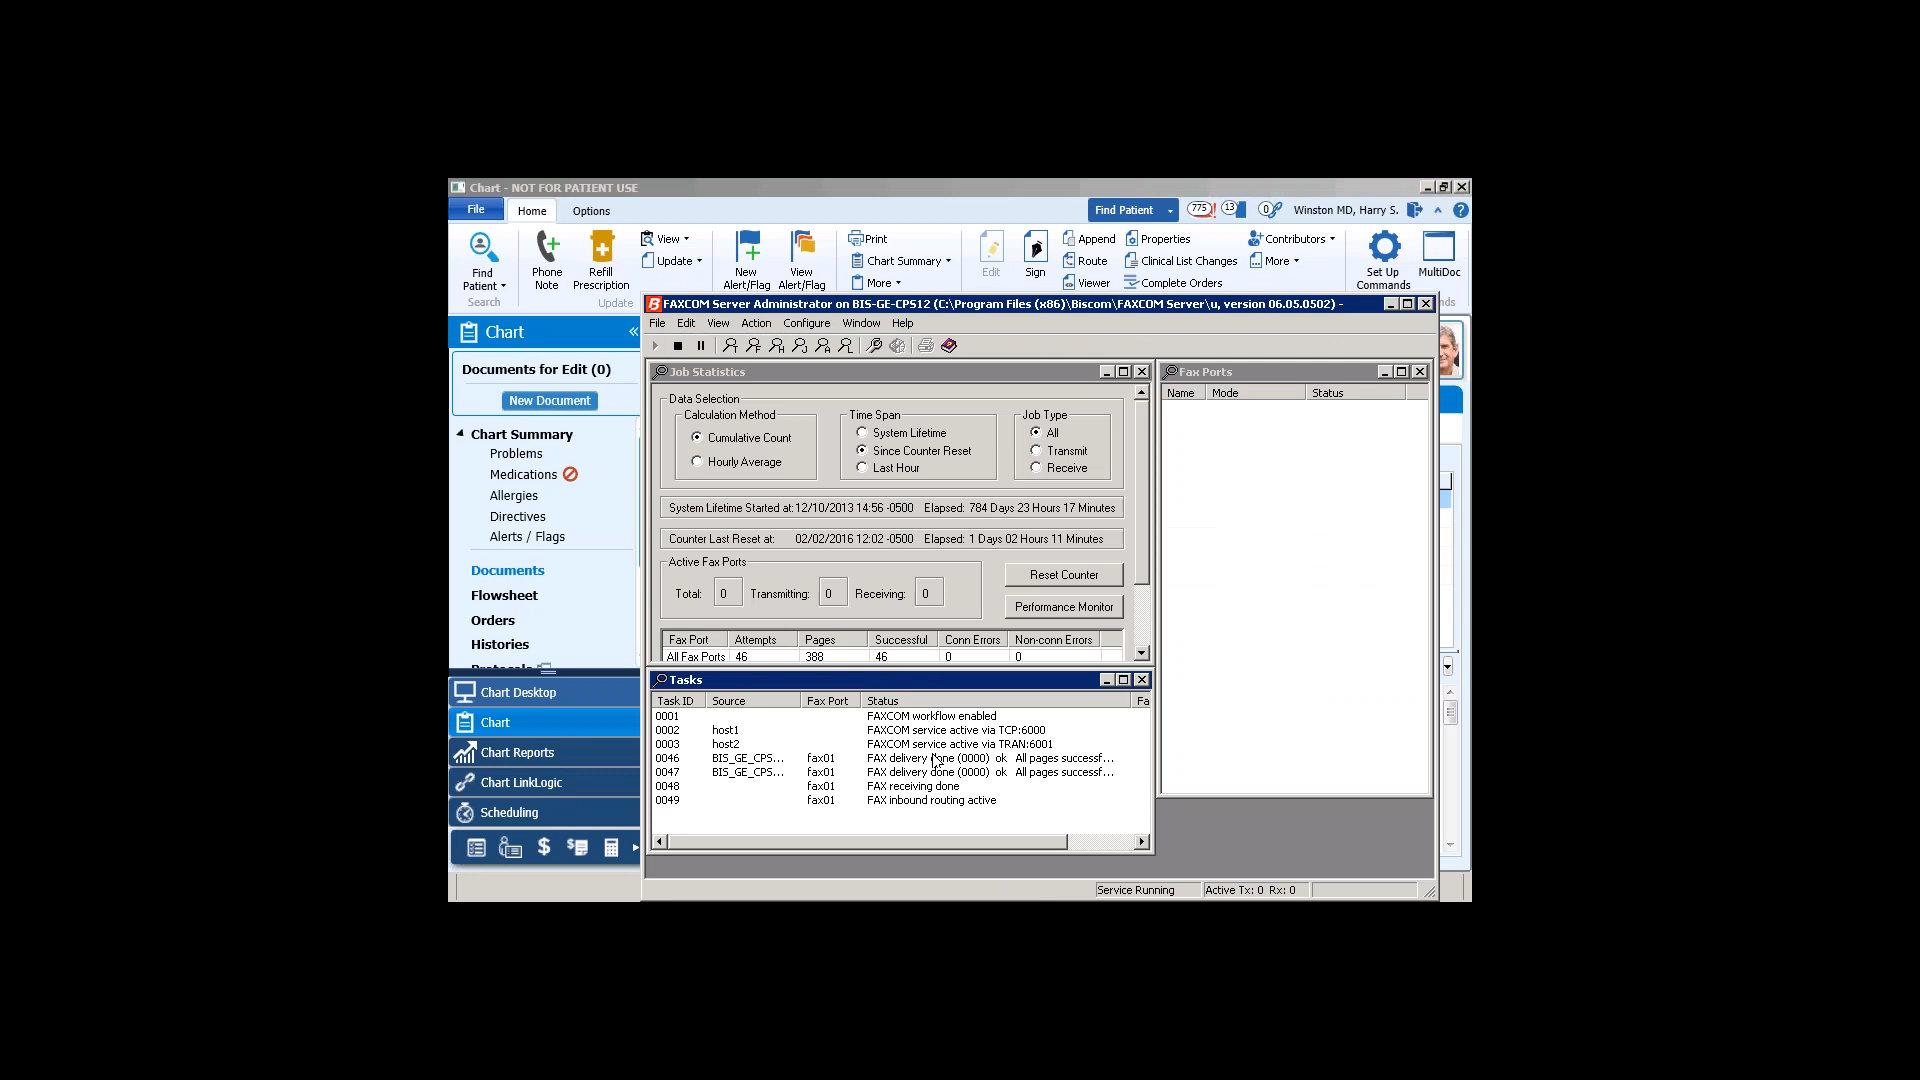 Chart - NOT FOR PATIENT USE
File Home Options Find Patient 775 13 0 Winston MD, Harry S.
Find Patient
Search
Phone Note
Refill Prescription
View
Update
Update
New Alert/Flag
View Alert/Flag
Print
Chart Summary
More
Edit
Sign
Append
Route
Viewer
Properties
Clinical List Changes
Complete Orders
Contributors
More
Set Up Commands
MultiDoc
nds
Chart
Documents for Edit (0)
New Document
Chart Summary
Problems
Medications
Allergies
Directives
Alerts / Flags
Documents
Flowsheet
Orders
Histories
Protocols
Chart Desktop
Chart
Chart Reports
Chart LinkLogic
Scheduling
FAXCOM Server Administrator on BIS-GE-CPS12 (C:\Program Files (x86)\Biscom\FAXCOM Server\u, version 06.05.0502) -
File Edit View Action Configure Window Help
Job Statistics
Data Selection
Calculation Method
Cumulative Count
Hourly Average
Time Span
System Lifetime
Since Counter Reset
Last Hour
Job Type
All
Transmit
Receive
System Lifetime Started at: 12/10/2013 14:56 -0500 Elapsed: 784 Days 23 Hours 17 Minutes
Counter Last Reset at: 02/02/2016 12:02 -0500 Elapsed: 1 Days 02 Hours 11 Minutes
Active Fax Ports
Total: 0 Transmitting: 0 Receiving: 0
Reset Counter
Performance Monitor
Fax Port Attempts Pages Successful Conn Errors Non-conn Errors
All Fax Ports 46 388 46 0 0
Fax Ports
Name Mode Status
Tasks
Task ID Source Fax Port Status Fa
0001 FAXCOM workflow enabled
0002 host1 FAXCOM service active via TCP:6000
0003 host2 FAXCOM service active via TRAN:6001
0046 BIS_GE_CPS... fax01 FAX delivery done (0000) ok All pages successf...
0047 BIS_GE_CPS... fax01 FAX delivery done (0000) ok All pages successf...
0048 fax01 FAX receiving done
0049 fax01 FAX inbound routing active
Service Running Active Tx: 0 Rx: 0